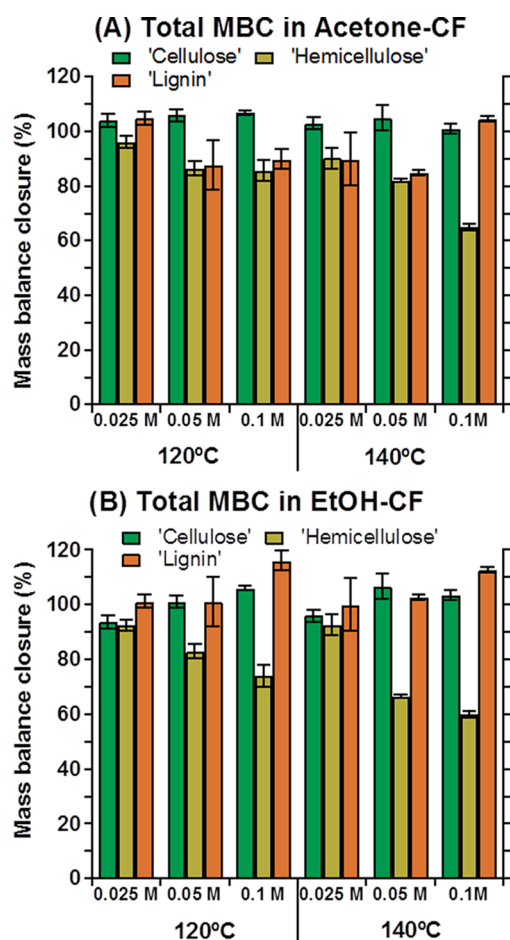 (A) Total MBC in Acetone-CF
'Cellulose' 'Hemicellulose'
'Lignin'
Mass balance closure (%)
120
100
80
60
40
20
0
0.025 M 0.05 M 0.1 M 0.025 M 0.05 M 0.1M
120ºC 140ºC
(B) Total MBC in EtOH-CF
'Cellulose' 'Hemicellulose'
'Lignin'
Mass balance closure (%)
120
100
80
60
40
20
0
0.025 M 0.05 M 0.1 M 0.025 M 0.05 M 0.1M
120ºC 140ºC